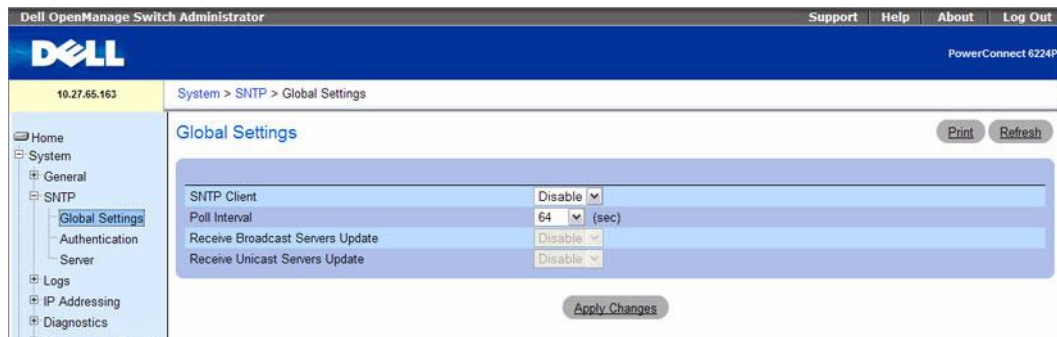 Dell OpenManage Switch Administrator
Support Help About Log Out
DELL
PowerConnect 6224P
10.27.65.163
System > SNTP > Global Settings
Home
System
General
SNTP
Global Settings
Authentication
Server
Logs
IP Addressing
Diagnostics
Global Settings
Print Refresh
SNTP Client Disable
Poll Interval 64 (sec)
Receive Broadcast Servers Update Disable
Receive Unicast Servers Update Disable
Apply Changes